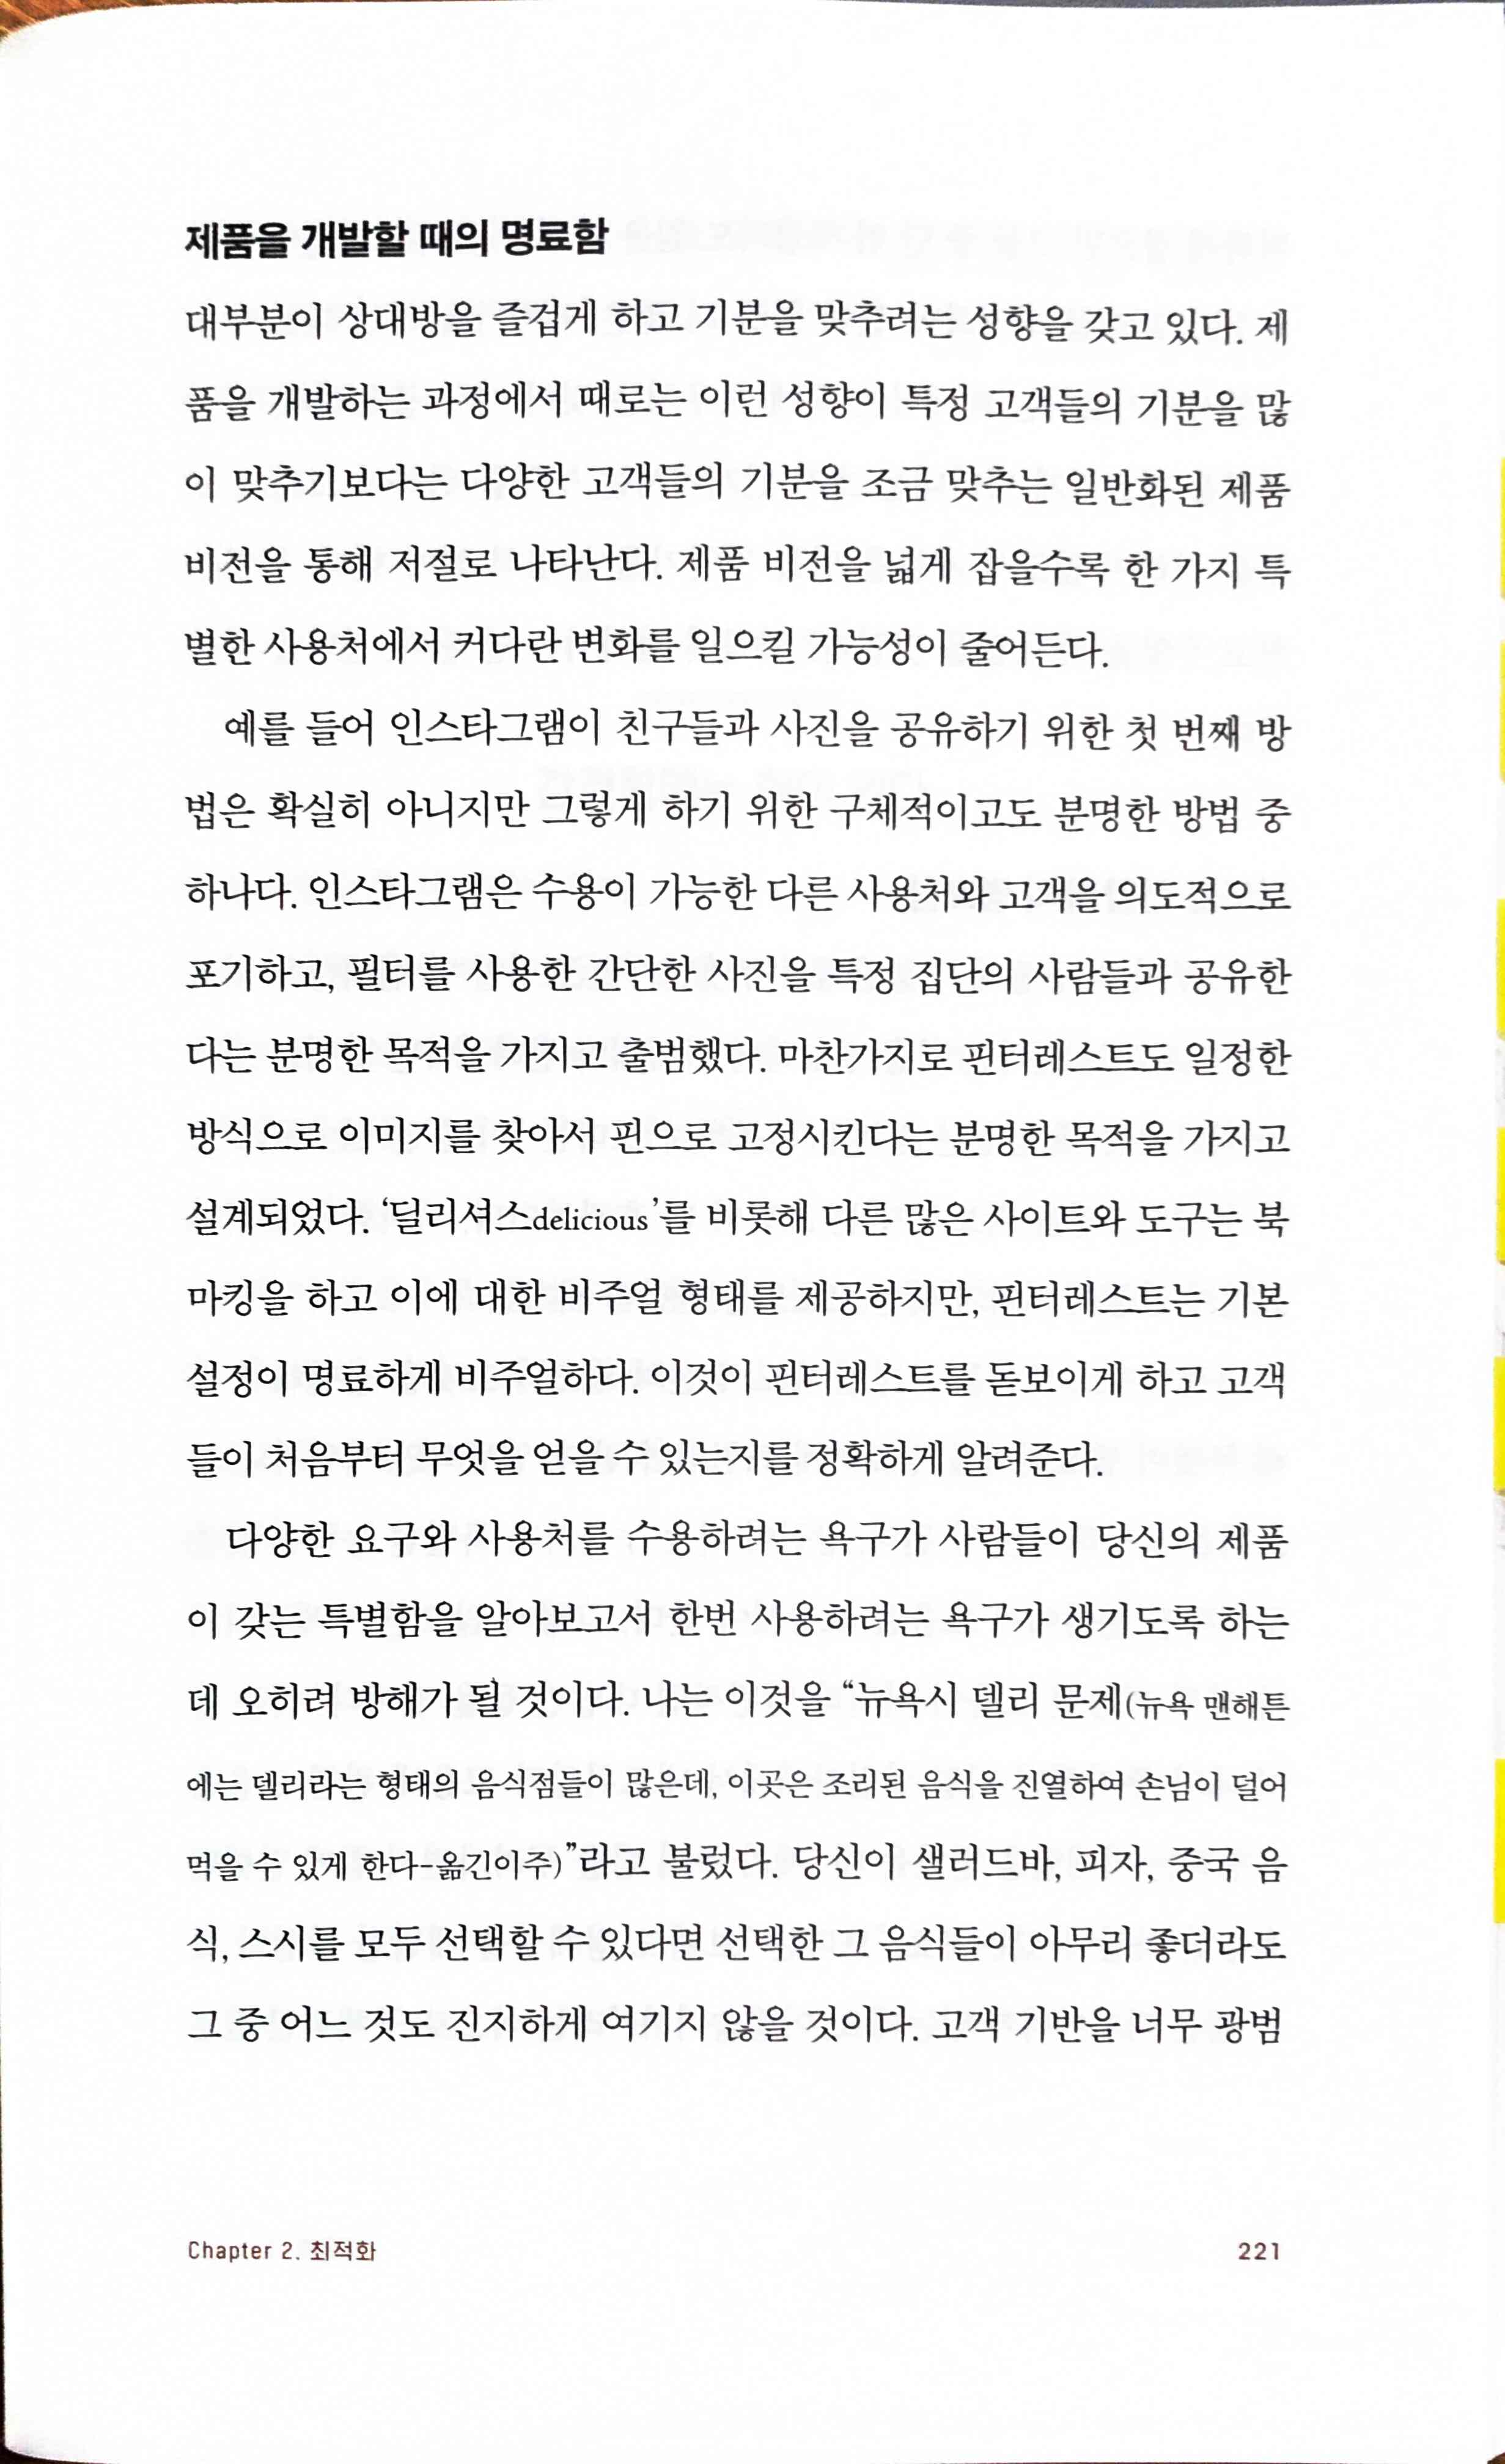 제품을 개발할 때의 명료함
대부분이 상대방을 즐겁게 하고 기분을 맞추려는 성향을 갖고 있다. 제
품을 개발하는 과정에서 때로는 이런 성향이 특정 고객들의 기분을 많
이 맞추기보다는 다양한 고객들의 기분을 조금 맞추는 일반화된 제품
비전을 통해 저절로 나타난다. 제품 비전을 넓게 잡을수록 한 가지 특
별한 사용처에서 커다란 변화를 일으킬 가능성이 줄어든다.
예를 들어 인스타그램이 친구들과 사진을 공유하기 위한 첫 번째 방
법은 확실히 아니지만 그렇게 하기 위한 구체적이고도 분명한 방법 중
하나다. 인스타그램은 수용이 가능한 다른 사용처와 고객을 의도적으로
포기하고, 필터를 사용한 간단한 사진을 특정 집단의 사람들과 공유한
다는 분명한 목적을 가지고 출범했다. 마찬가지로 핀터레스트도 일정한
방식으로 이미지를 찾아서 핀으로 고정시킨다는 분명한 목적을 가지고
설계되었다. ‘딜리셔스delicious’를 비롯해 다른 많은 사이트와 도구는 북
마킹을 하고 이에 대한 비주얼 형태를 제공하지만, 핀터레스트는 기본
설정이 명료하게 비주얼하다. 이것이 핀터레스트를 돋보이게 하고 고객
들이 처음부터 무엇을 얻을 수 있는지를 정확하게 알려준다.
다양한 요구와 사용처를 수용하려는 욕구가 사람들이 당신의 제품
이 갖는 특별함을 알아보고서 한번 사용하려는 욕구가 생기도록 하는
데 오히려 방해가 될 것이다. 나는 이것을 “뉴욕시 델리 문제(뉴욕 맨해튼
에는 델리라는 형태의 음식점들이 많은데, 이곳은 조리된 음식을 진열하여 손님이 덜어
먹을 수 있게 한다-옮긴이주)”라고 불렀다. 당신이 샐러드바, 피자, 중국 음
식, 스시를 모두 선택할 수 있다면 선택한 그 음식들이 아무리 좋더라도
그 중 어느 것도 진지하게 여기지 않을 것이다. 고객 기반을 너무 광범
Chapter 2. 최적화
221